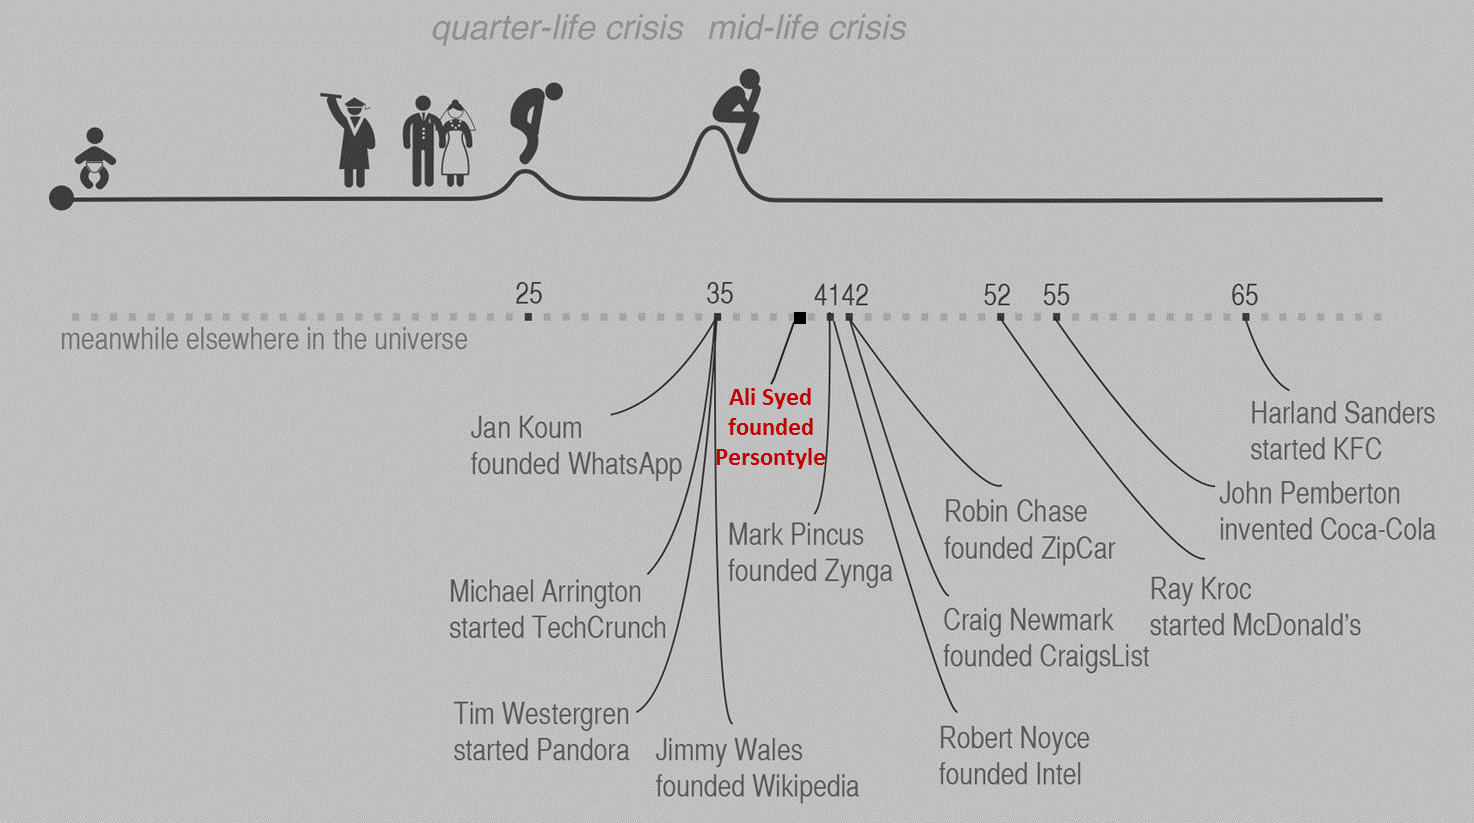 quarter-life crisis mid-life crisis
25 35 41 42 52 55 65
meanwhile elsewhere in the universe
Jan Koum
founded WhatsApp
Ali Syed
founded
Persontyle
Michael Arrington
started TechCrunch
Tim Westergren
started Pandora
Jimmy Wales
founded Wikipedia
Mark Pincus
founded Zynga
Robin Chase
founded ZipCar
Craig Newmark
founded CraigsList
Robert Noyce
founded Intel
Ray Kroc
started McDonald's
John Pemberton
invented Coca-Cola
Harland Sanders
started KFC